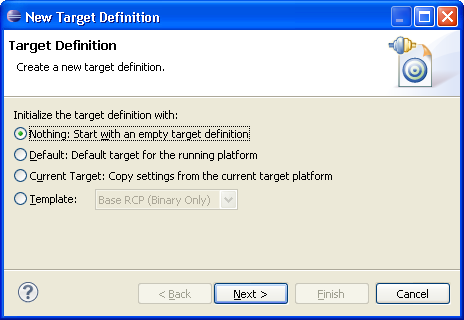 New Target Definition
Target Definition
Create a new target definition.
Initialize the target definition with:
Nothing: Start with an empty target definition
Default: Default target for the running platform
Current Target: Copy settings from the current target platform
Template: Base RCP (Binary Only)
? < Back Next > Finish Cancel